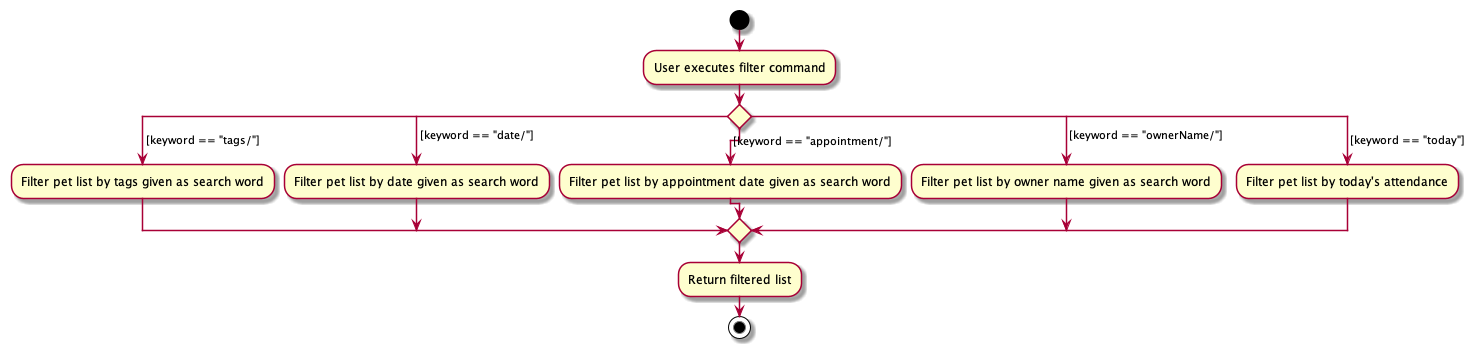 User executes filter command
[keyword == "tags/"]
[keyword == "date/"]
[keyword == "appointment/"]
[keyword == "ownerName/"]
[keyword == "today"]
Filter pet list by tags given as search word
Filter pet list by date given as search word
Filter pet list by appointment date given as search word
Filter pet list by owner name given as search word
Filter pet list by today's attendance
Return filtered list